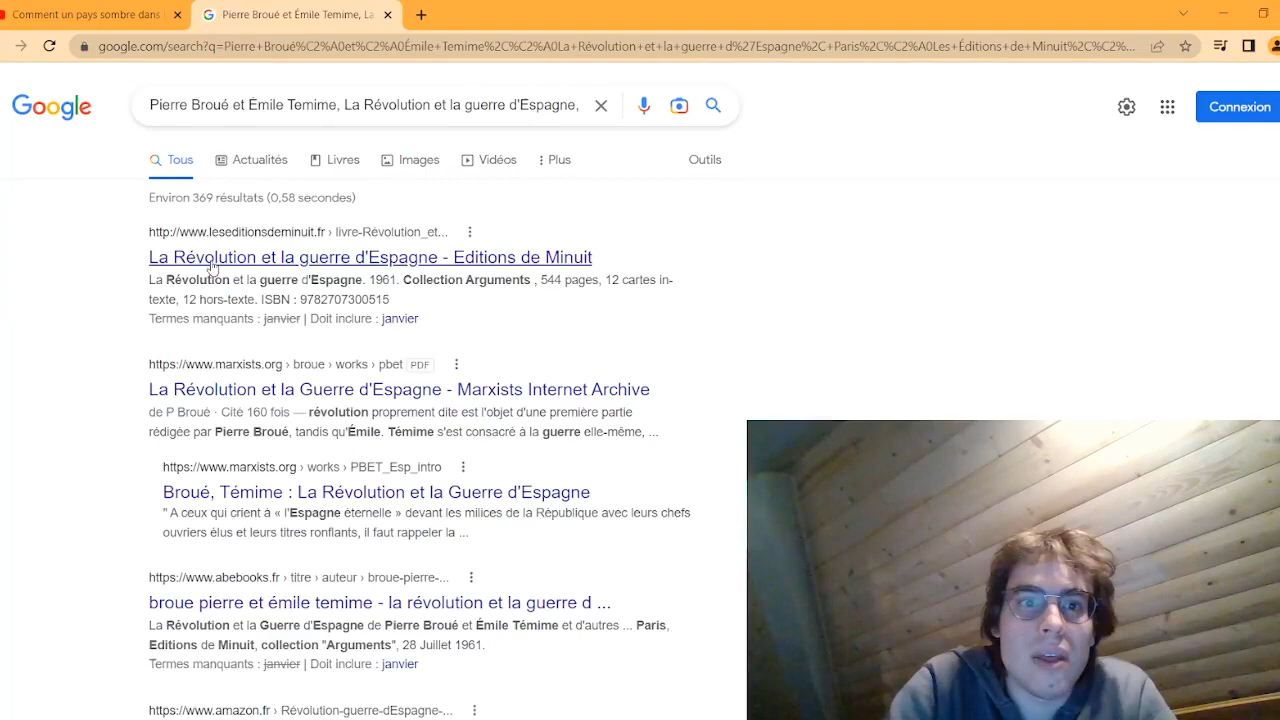 Comment un pays sombre dans
Pierre Broué et Émile Temime, La
google.com/search?q=Pierre+Broué%C2%A0et%C2%A0Émile+Temime%2C%C2%A0La+Révolution+et+la+guerre+d%27Espagne%2C+Paris%2C%C2%A0Les+Éditions+de+Minuit%2C%C2%...
Google
Pierre Broué et Émile Temime, La Révolution et la guerre d'Espagne,
Connexion
Tous
Actualités
Livres
Images
Vidéos
Plus
Outils
Environ 369 résultats (0,58 secondes)
http://www.leseditionsdeminuit.fr › livre-Révolution_et...
La Révolution et la guerre d'Espagne - Editions de Minuit
La Révolution et la guerre d'Espagne. 1961. Collection Arguments , 544 pages, 12 cartes in-
texte, 12 hors-texte. ISBN : 9782707300515
Termes manquants : janvier | Doit inclure : janvier
https://www.marxists.org › broue › works › pbet PDF
La Révolution et la Guerre d'Espagne - Marxists Internet Archive
de P Broué · Cité 160 fois — révolution proprement dite est l'objet d'une première partie
rédigée par Pierre Broué, tandis qu'Émile. Témime s'est consacré à la guerre elle-même, ...
https://www.marxists.org › works › PBET_Esp_intro
Broué, Témime : La Révolution et la Guerre d'Espagne
" A ceux qui crient à « l'Espagne éternelle » devant les milices de la République avec leurs chefs
ouvriers élus et leurs titres ronflants, il faut rappeler la ...
https://www.abebooks.fr › titre › auteur › broue-pierre-...
broue pierre et émile temime - la révolution et la guerre d ...
La Révolution et la Guerre d'Espagne de Pierre Broué et Émile Témime et d'autres ... Paris,
Editions de Minuit, collection "Arguments", 28 Juillet 1961.
Termes manquants : janvier | Doit inclure : janvier
https://www.amazon.fr › Révolution-guerre-dEspagne-...